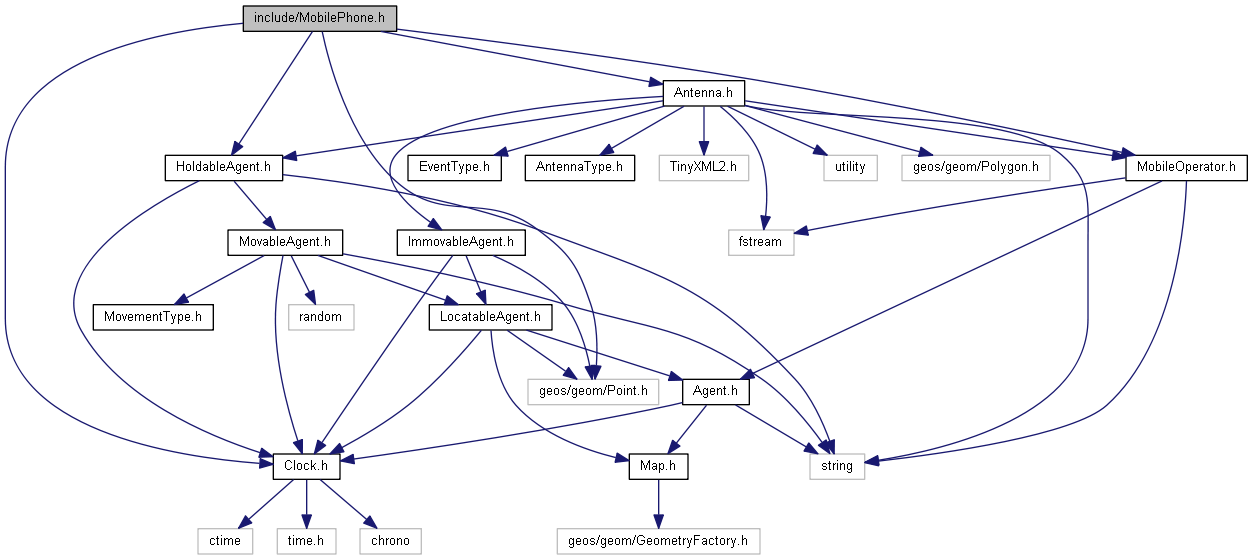 include/MobilePhone.h
Antenna.h
HoldableAgent.h
EventType.h
AntennaType.h
TinyXML2.h
utility
geos/geom/Polygon.h
MobileOperator.h
MovableAgent.h
ImmovableAgent.h
fstream
MovementType.h
random
LocatableAgent.h
geos/geom/Point.h
Agent.h
Clock.h
Map.h
string
ctime
time.h
chrono
geos/geom/GeometryFactory.h